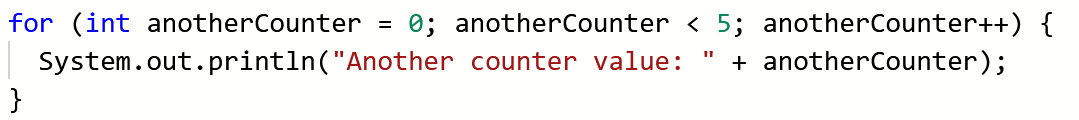 for (int anotherCounter = 0; anotherCounter < 5; anotherCounter++) {
  System.out.println("Another counter value: " + anotherCounter);
}